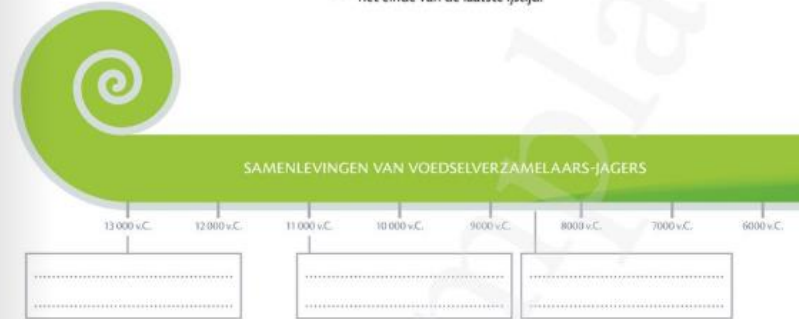 het einde van de laatste ijstijd.
SAMENLEVINGEN VAN VOEDSELVERZAMELAARS-JAGERS
13 000 v.C. 12 000 v.C. 11 000 v.C. 10 000 v.C. 9000 v.C. 8000 v.C. 7000 v.C. 6000 v.C.